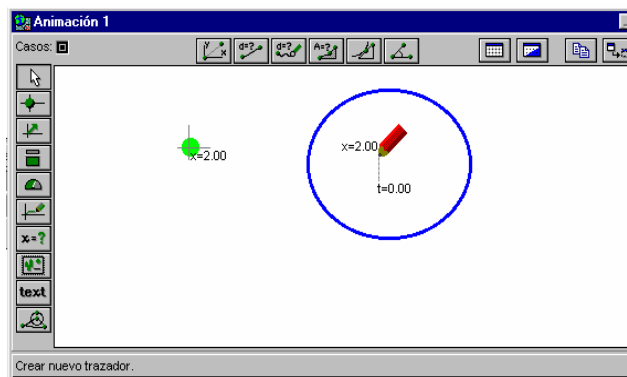 Animación 1
Casos:
y x d=? d=? A=?
x=2.00
x=2.00
t=0.00
x=?
text
Crear nuevo trazador.